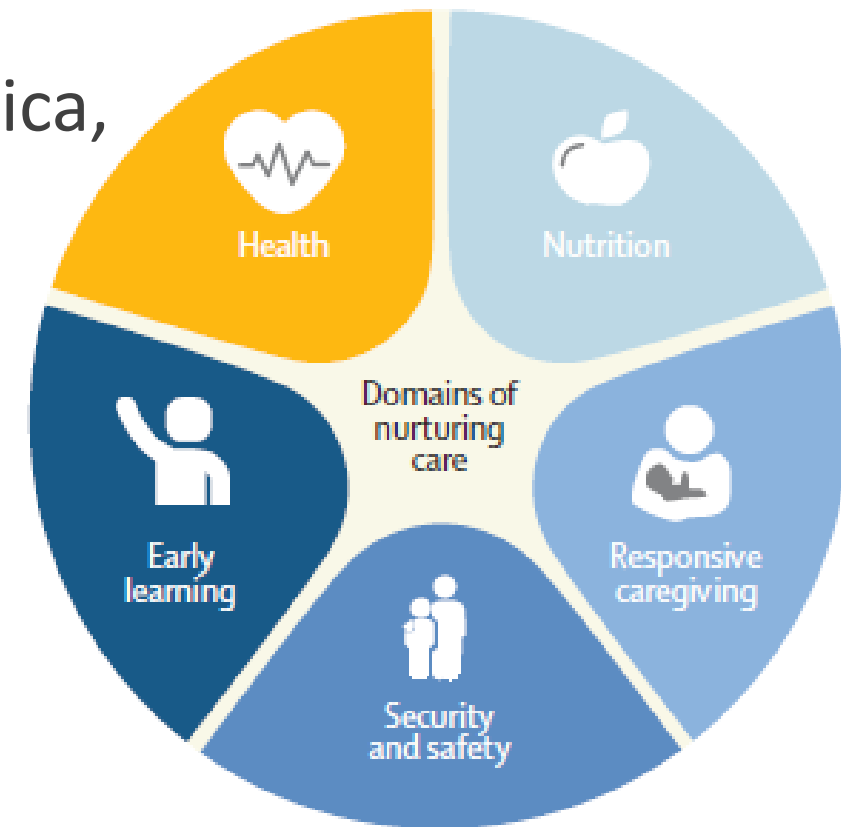 ica,
Health
Nutrition
Domains of
nurturing
care
Early
learning
Responsive
caregiving
Security
and safety